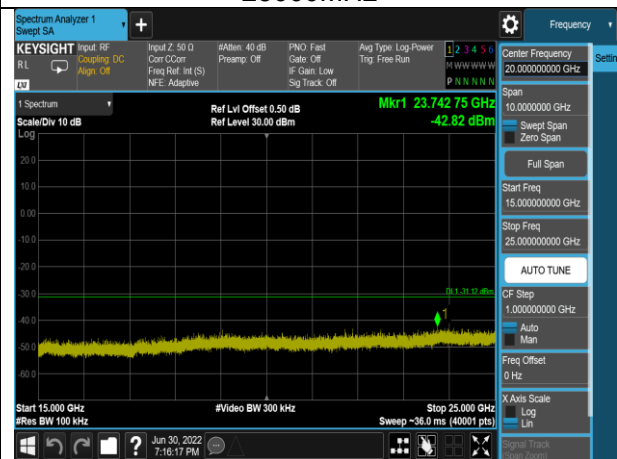 Spectrum Analyzer 1
Swept SA
Frequency
KEYSIGHT
RL
Input: RF
Coupling: DC
Align: Off
Input Z: 50 Ω
Corr CCorr
Freq Ref: Int (S)
NFE: Adaptive
#Atten: 40 dB
Preamp: Off
PNO: Fast
Gate: Off
IF Gain: Low
Sig Track: Off
Avg Type: Log-Power
Trig: Free Run
1 2 3 4 5 6
M W W W W W
P N N N N N
1 Spectrum
Scale/Div 10 dB
Log
Ref Lvl Offset 0.50 dB
Ref Level 30.00 dBm
Mkr1 23.742 75 GHz
-42.82 dBm
20.0
10.0
0.00
-10.0
-20.0
-30.0
-40.0
-50.0
-60.0
DL1 -31.12 dBm
1
Start 15.000 GHz
#Res BW 100 kHz
#Video BW 300 kHz
Stop 25.000 GHz
Sweep ~36.0 ms (40001 pts)
Jun 30, 2022
7:16:17 PM
Center Frequency
20.000000000 GHz
Settin
Span
10.0000000 GHz
Swept Span
Zero Span
Full Span
Start Freq
15.000000000 GHz
Stop Freq
25.000000000 GHz
AUTO TUNE
CF Step
1.000000000 GHz
Auto
Man
Freq Offset
0 Hz
X Axis Scale
Log
Lin
Signal Track
(Span Zoom)